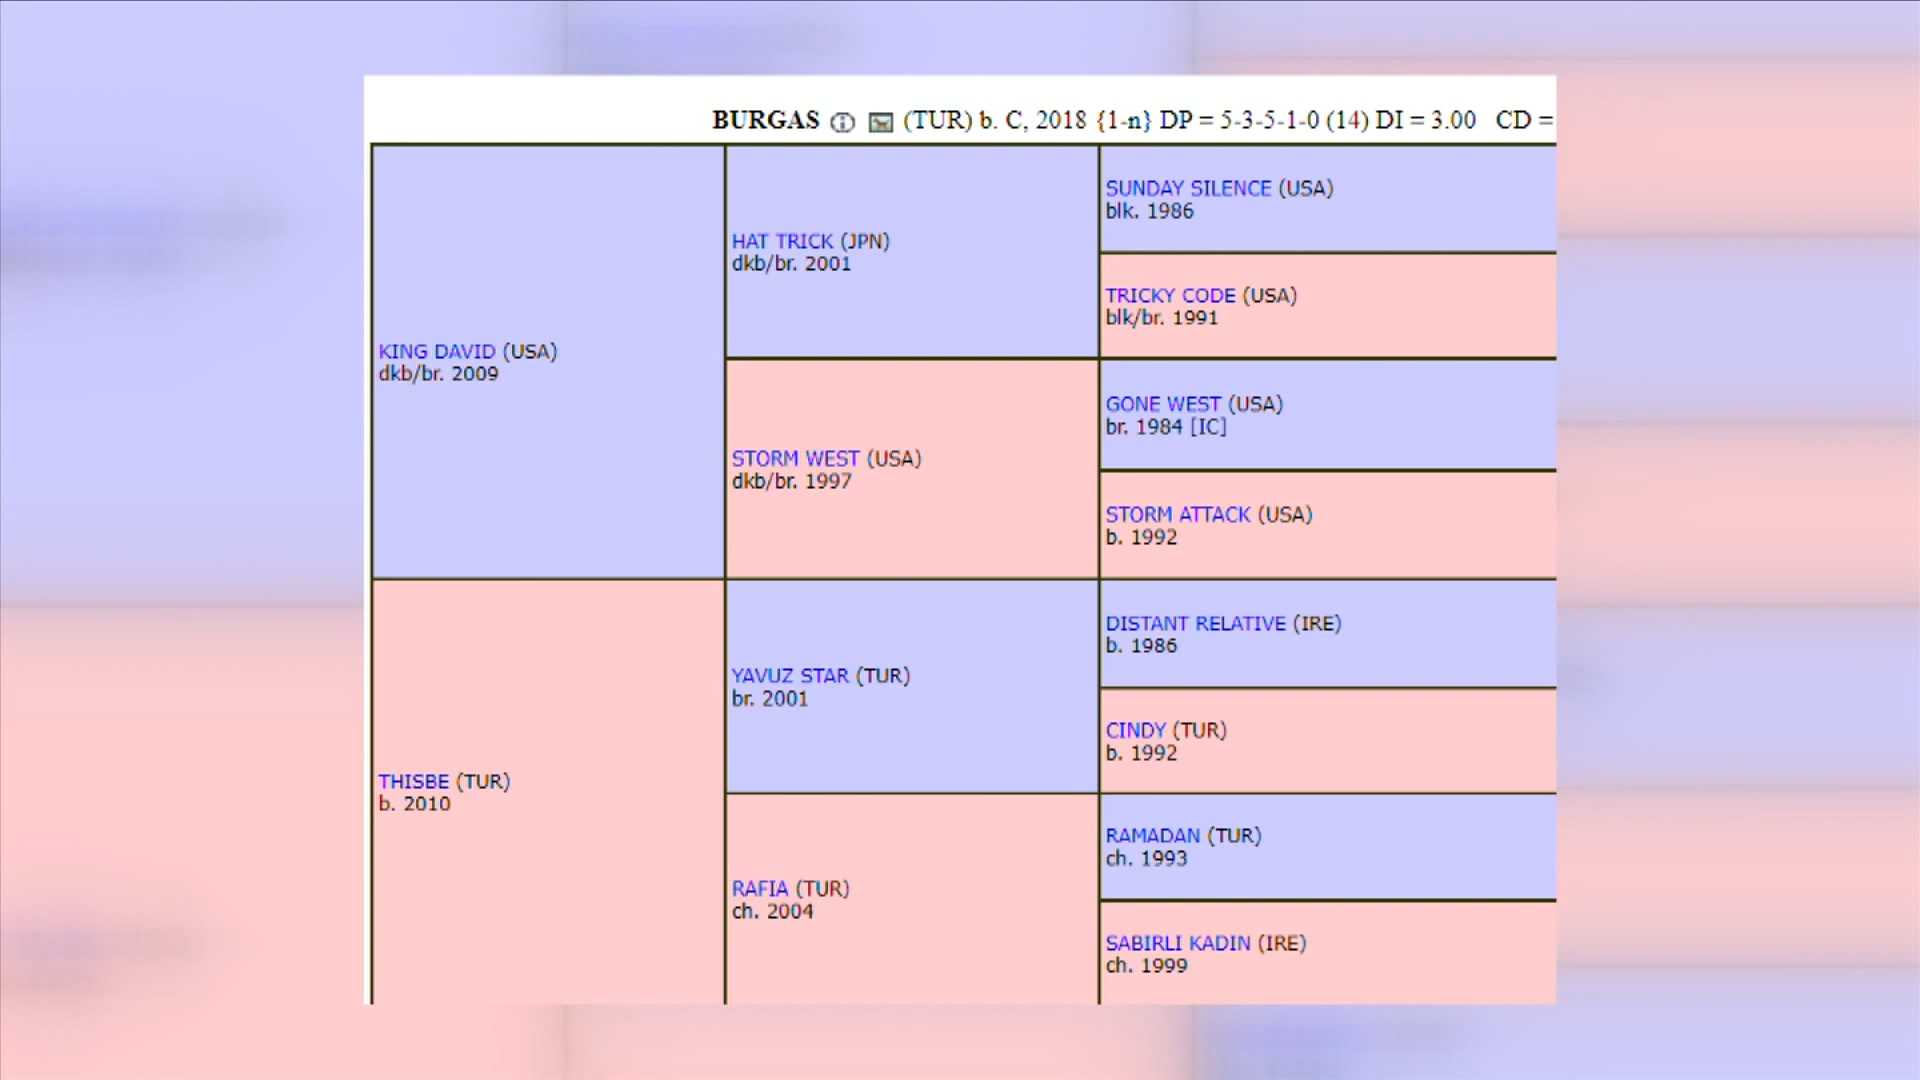 BURGAS (TUR) b. C, 2018 {1-n} DP = 5-3-5-1-0 (14) DI = 3.00 CD =
KING DAVID (USA)
dkb/br. 2009
HAT TRICK (JPN)
dkb/br. 2001
SUNDAY SILENCE (USA)
blk. 1986
TRICKY CODE (USA)
blk/br. 1991
STORM WEST (USA)
dkb/br. 1997
GONE WEST (USA)
br. 1984 [IC]
STORM ATTACK (USA)
b. 1992
THISBE (TUR)
b. 2010
YAVUZ STAR (TUR)
br. 2001
DISTANT RELATIVE (IRE)
b. 1986
CINDY (TUR)
b. 1992
RAFIA (TUR)
ch. 2004
RAMADAN (TUR)
ch. 1993
SABIRLI KADIN (IRE)
ch. 1999